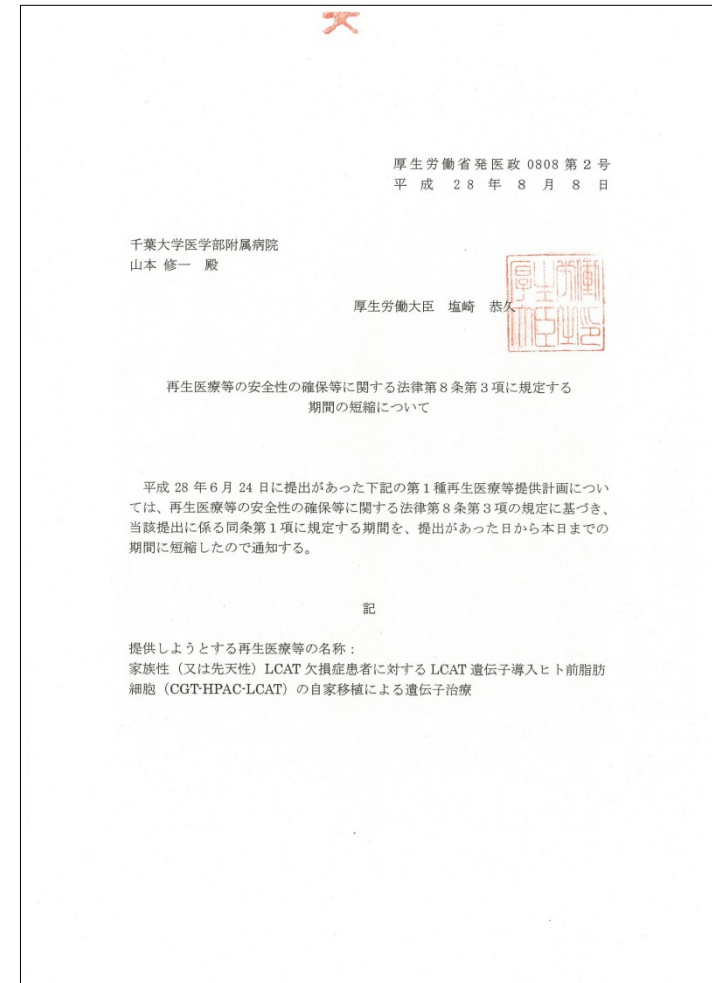 厚生労働省発医政 0808 第 2 号
平成 28 年 8 月 8 日
千葉大学医学部附属病院
山本 修一 殿
厚生労働大臣 塩崎 恭久
再生医療等の安全性の確保等に関する法律第８条第３項に規定する
期間の短縮について
平成 28 年６月 24 日に提出があった下記の第１種再生医療等提供計画につい
ては、再生医療等の安全性の確保等に関する法律第８条第３項の規定に基づき、
当該提出に係る同条第１項に規定する期間を、提出があった日から本日までの
期間に短縮したので通知する。
記
提供しようとする再生医療等の名称：
家族性（又は先天性）LCAT 欠損症患者に対する LCAT 遺伝子導入ヒト前脂肪
細胞（CGT-HPAC-LCAT）の自家移植による遺伝子治療